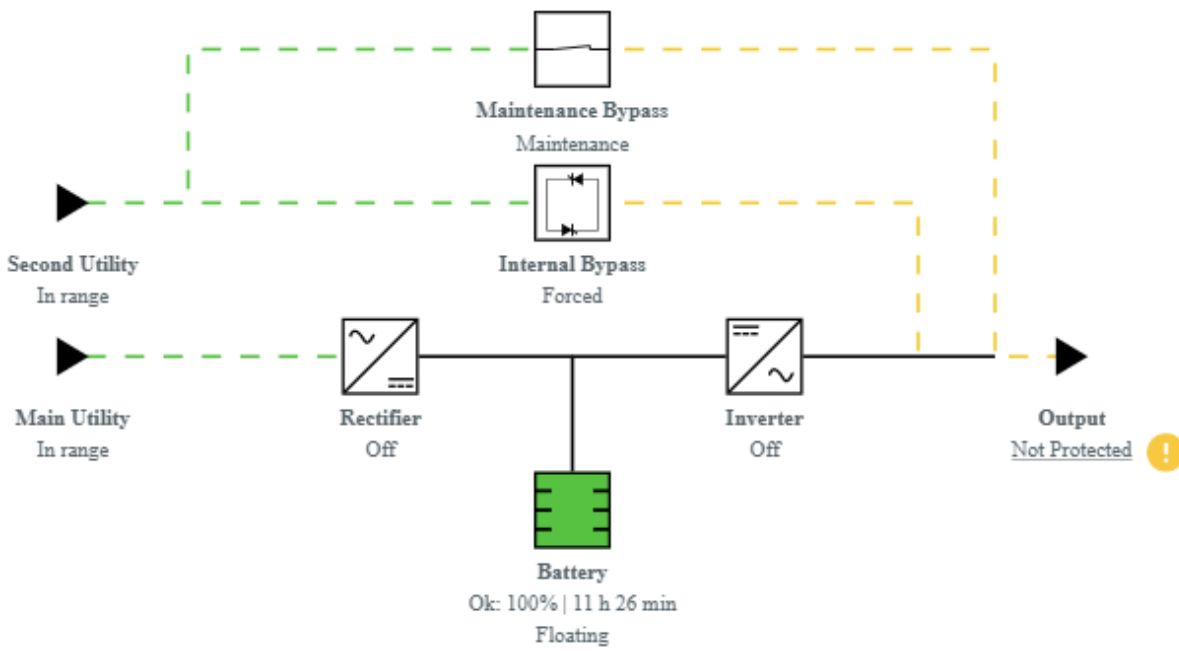 Maintenance Bypass
Maintenance
Second Utility
In range
Internal Bypass
Forced
Main Utility
In range
Rectifier
Off
Inverter
Off
Output
Not Protected
!
Battery
Ok: 100% | 11 h 26 min
Floating